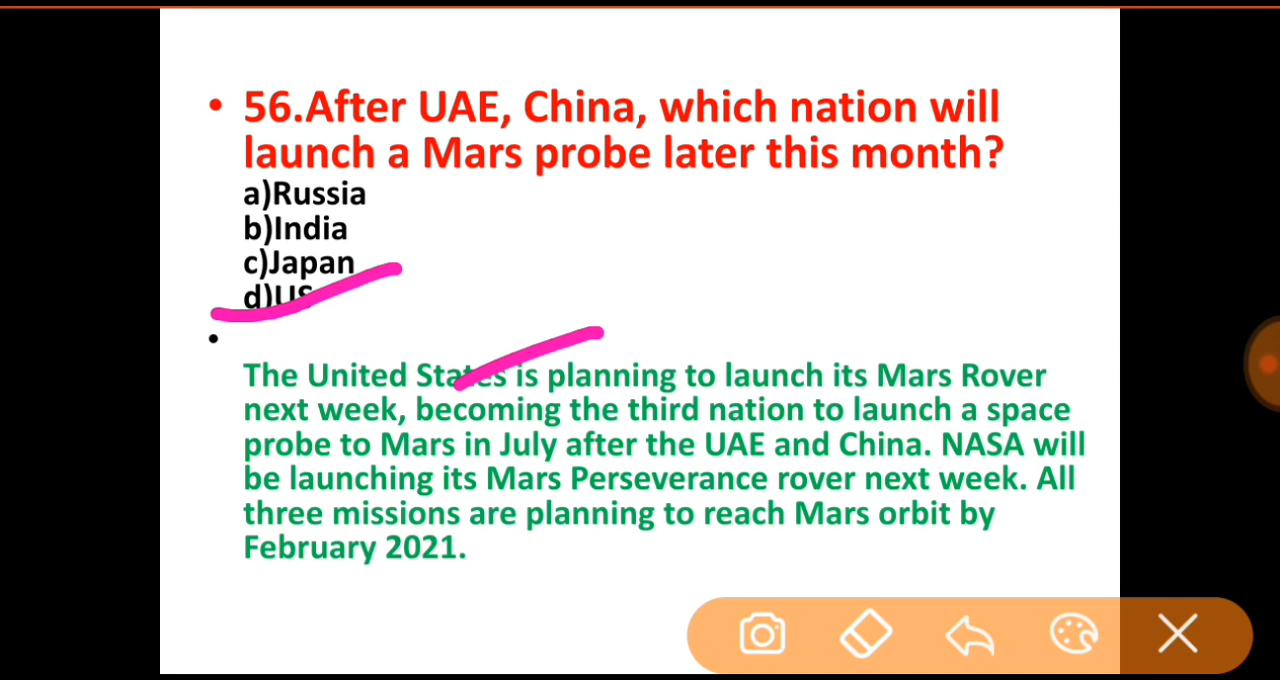 • 56.After UAE, China, which nation will
launch a Mars probe later this month?
a)Russia
b)India
c)Japan
d)US
•
The United States is planning to launch its Mars Rover
next week, becoming the third nation to launch a space
probe to Mars in July after the UAE and China. NASA will
be launching its Mars Perseverance rover next week. All
three missions are planning to reach Mars orbit by
February 2021.